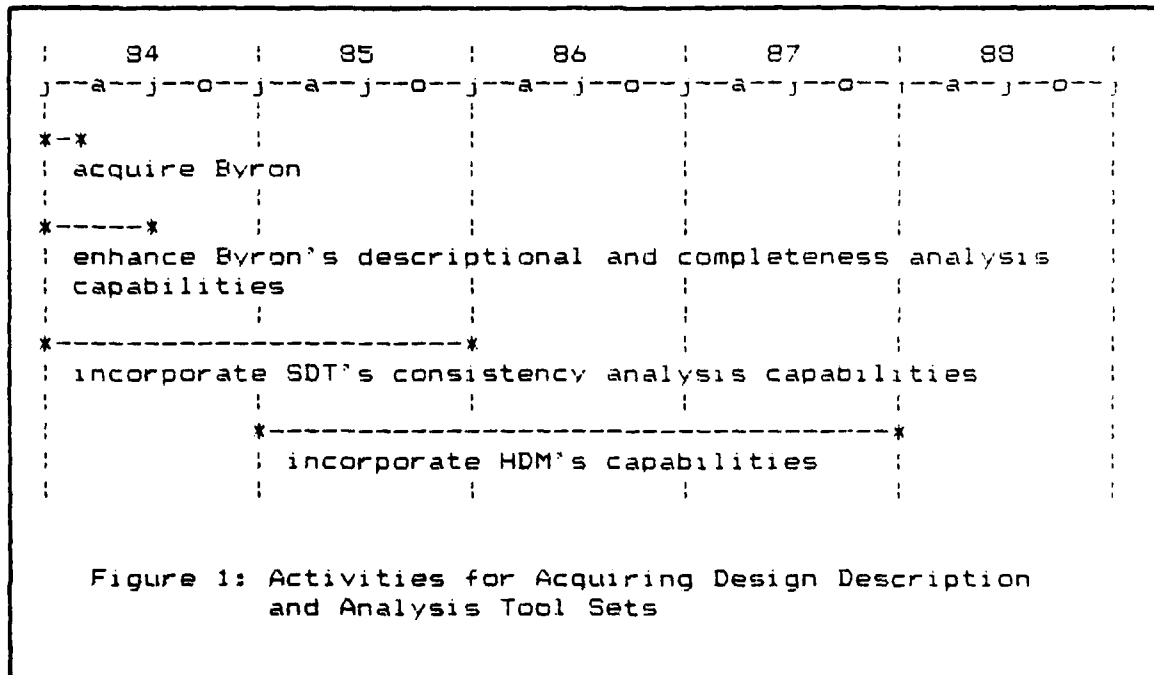 : 84 : 85 : 86 : 87 : 88 :
j--a--j--o--j--a--j--o--j--a--j--o--j--a--j--o--j--a--j--o--j
*-*
acquire Byron
*-----*
enhance Byron's descriptional and completeness analysis
capabilities
*-----------------------*
incorporate SDT's consistency analysis capabilities
*-----------------------------------*
incorporate HDM's capabilities
Figure 1: Activities for Acquiring Design Description
and Analysis Tool Sets